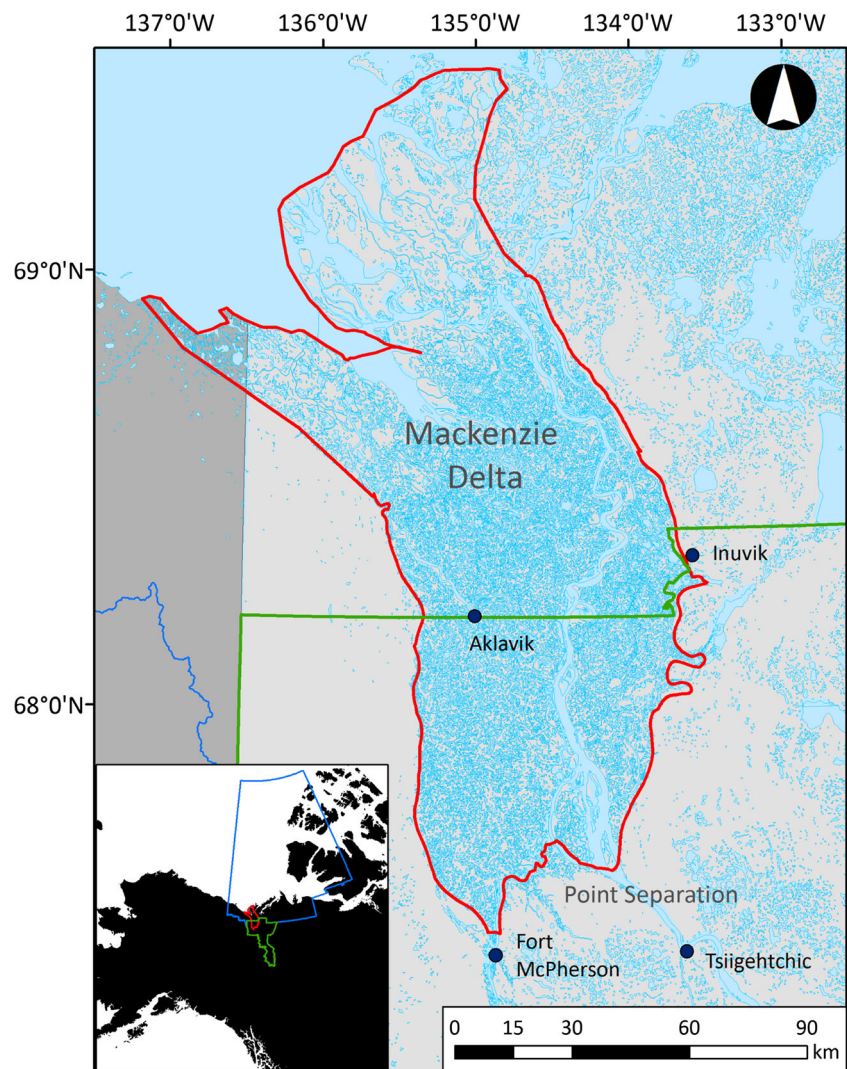 137°0'W 136°0'W 135°0'W 134°0'W 133°0'W
69°0'N
Mackenzie
Delta
Inuvik
Aklavik
68°0'N
Point Separation
Fort
McPherson
Tsiigehtchic
0 15 30 60 90
km